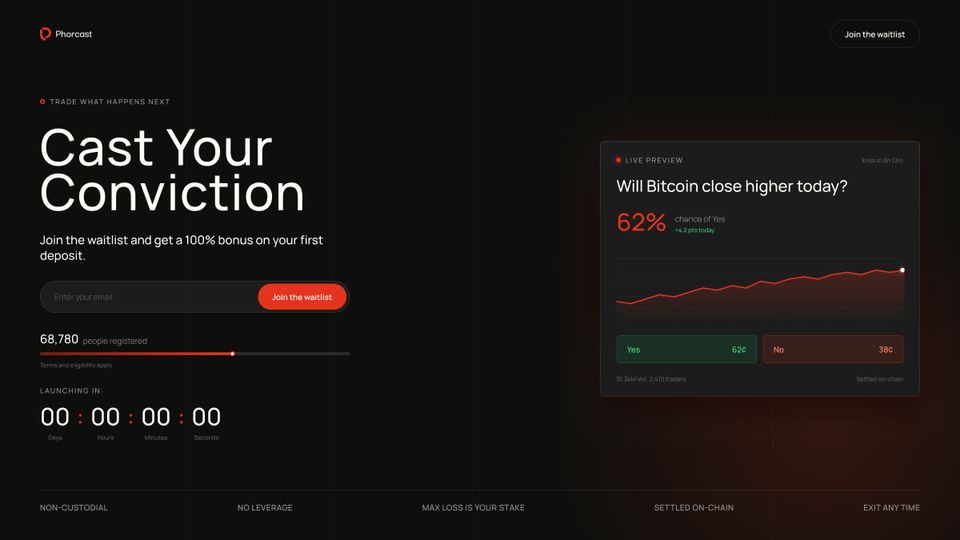 Phorcast
Join the waitlist
TRADE WHAT HAPPENS NEXT
Cast Your
Conviction
Join the waitlist and get a 100% bonus on your first
deposit.
Enter your email
Join the waitlist
68,780 people registered
Terms and eligibility apply.
LAUNCHING IN:
00 : 00 : 00 : 00
Days Hours Minutes Seconds
LIVE PREVIEW
Ends in 6h 12m
Will Bitcoin close higher today?
62% chance of Yes
+4.2 pts today
Yes 62¢
No 38¢
$1.24M Vol · 2,410 traders
Settled on-chain
NON-CUSTODIAL
NO LEVERAGE
MAX LOSS IS YOUR STAKE
SETTLED ON-CHAIN
EXIT ANY TIME